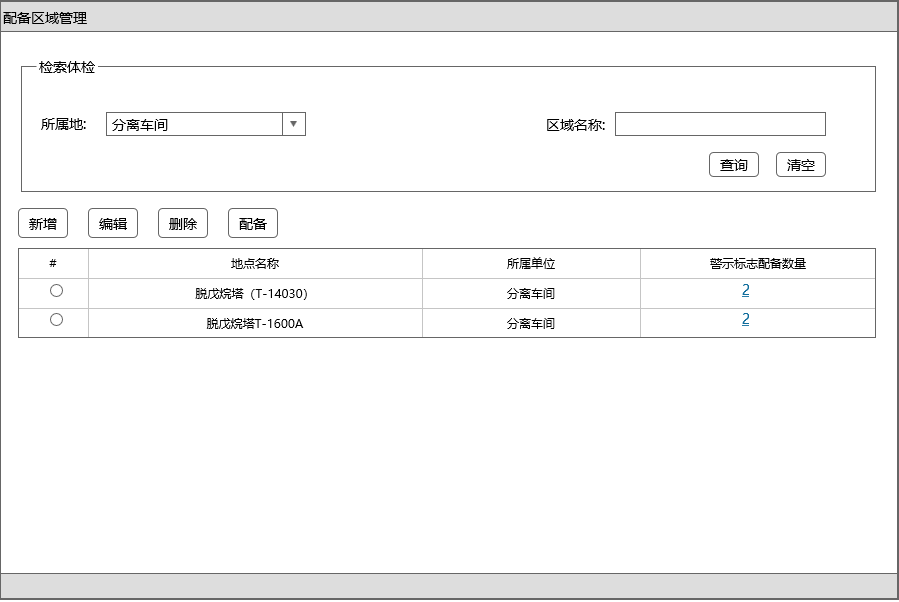 配备区域管理
检索体检
所属地: 分离车间 ▼ 区域名称:
查询 清空
新增 编辑 删除 配备
# 地点名称 所属单位 警示标志配备数量
脱戊烷塔（T-14030） 分离车间 2
脱戊烷塔T-1600A 分离车间 2